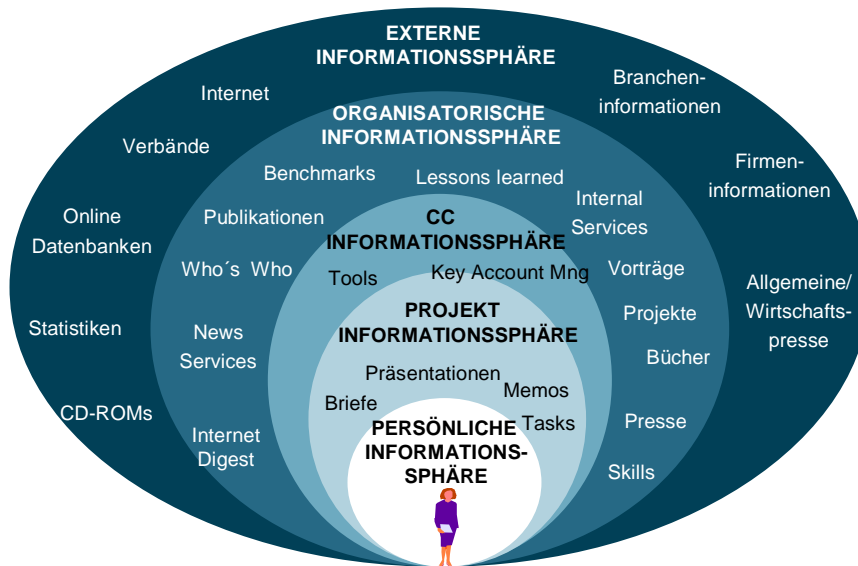 EXTERNE
INFORMATIONSSPHÄRE
Internet
Verbände
Online
Datenbanken
Statistiken
CD-ROMs
Branchen-
informationen
Firmen-
informationen
Allgemeine/
Wirtschafts-
presse
ORGANISATORISCHE
INFORMATIONSSPHÄRE
Benchmarks
Lessons learned
Publikationen
Who´s Who
News
Services
Internet
Digest
Internal
Services
Vorträge
Projekte
Bücher
Presse
Skills
CC
INFORMATIONSSPHÄRE
Tools
Key Account Mng
PROJEKT
INFORMATIONSSPHÄRE
Präsentationen
Memos
Briefe
Tasks
PERSÖNLICHE
INFORMATIONS-
SPHÄRE